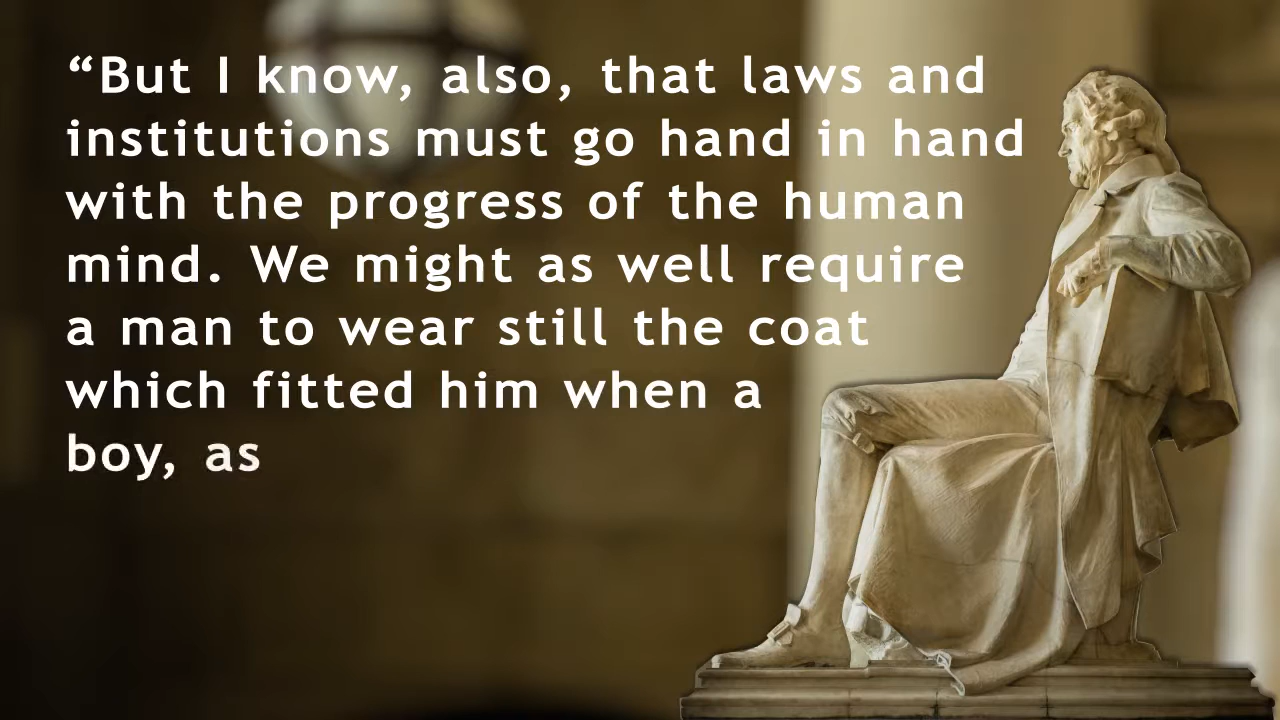 “But I know, also, that laws and
institutions must go hand in hand
with the progress of the human
mind. We might as well require
a man to wear still the coat
which fitted him when a
boy, as